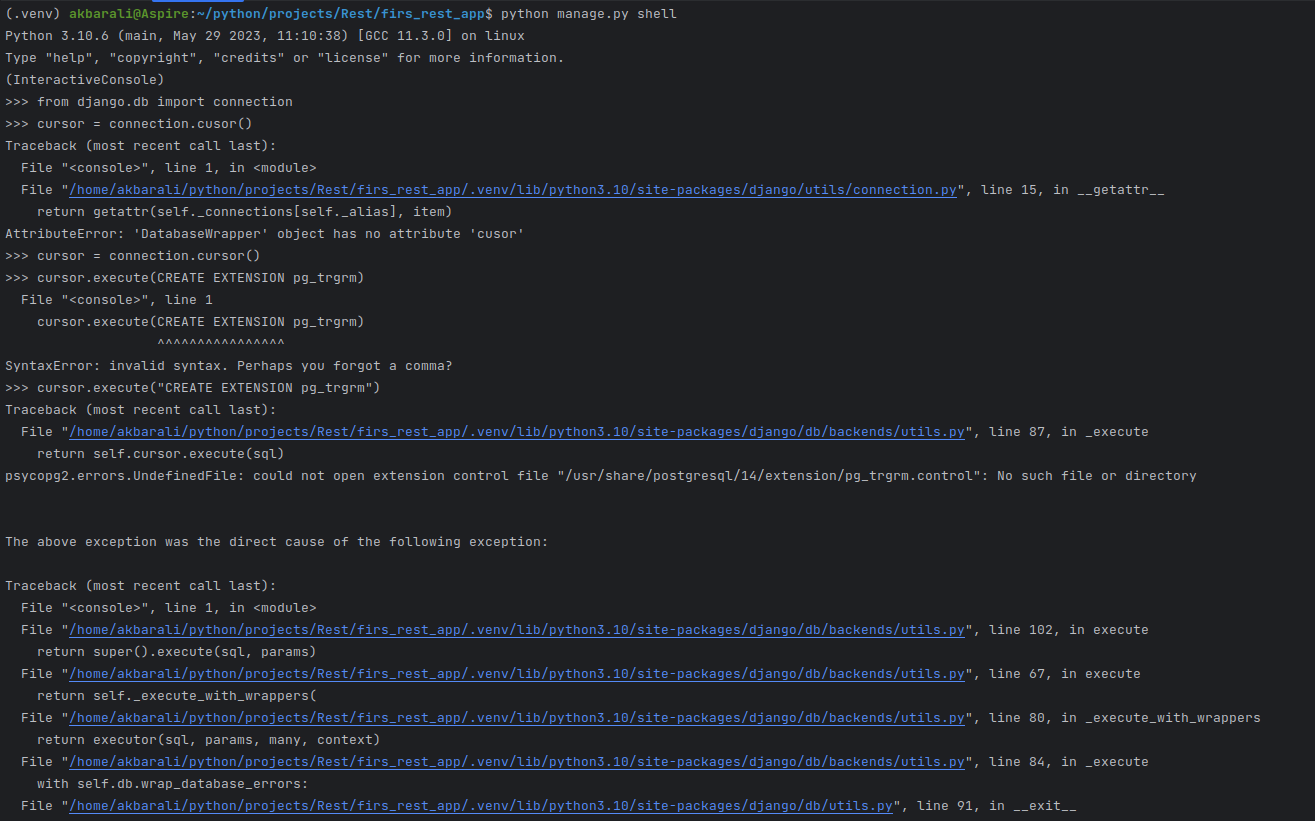 (.venv) akbarali@Aspire:~/python/projects/Rest/firs_rest_app$ python manage.py shell
Python 3.10.6 (main, May 29 2023, 11:10:38) [GCC 11.3.0] on linux
Type "help", "copyright", "credits" or "license" for more information.
(InteractiveConsole)
>>> from django.db import connection
>>> cursor = connection.cusor()
Traceback (most recent call last):
  File "<console>", line 1, in <module>
  File "/home/akbarali/python/projects/Rest/firs_rest_app/.venv/lib/python3.10/site-packages/django/utils/connection.py", line 15, in __getattr__
    return getattr(self._connections[self._alias], item)
AttributeError: 'DatabaseWrapper' object has no attribute 'cusor'
>>> cursor = connection.cursor()
>>> cursor.execute(CREATE EXTENSION pg_trgrm)
  File "<console>", line 1
    cursor.execute(CREATE EXTENSION pg_trgrm)
                   ^^^^^^^^^^^^^^^^
SyntaxError: invalid syntax. Perhaps you forgot a comma?
>>> cursor.execute("CREATE EXTENSION pg_trgrm")
Traceback (most recent call last):
  File "/home/akbarali/python/projects/Rest/firs_rest_app/.venv/lib/python3.10/site-packages/django/db/backends/utils.py", line 87, in _execute
    return self.cursor.execute(sql)
psycopg2.errors.UndefinedFile: could not open extension control file "/usr/share/postgresql/14/extension/pg_trgrm.control": No such file or directory


The above exception was the direct cause of the following exception:

Traceback (most recent call last):
  File "<console>", line 1, in <module>
  File "/home/akbarali/python/projects/Rest/firs_rest_app/.venv/lib/python3.10/site-packages/django/db/backends/utils.py", line 102, in execute
    return super().execute(sql, params)
  File "/home/akbarali/python/projects/Rest/firs_rest_app/.venv/lib/python3.10/site-packages/django/db/backends/utils.py", line 67, in execute
    return self._execute_with_wrappers(
  File "/home/akbarali/python/projects/Rest/firs_rest_app/.venv/lib/python3.10/site-packages/django/db/backends/utils.py", line 80, in _execute_with_wrappers
    return executor(sql, params, many, context)
  File "/home/akbarali/python/projects/Rest/firs_rest_app/.venv/lib/python3.10/site-packages/django/db/backends/utils.py", line 84, in _execute
    with self.db.wrap_database_errors:
  File "/home/akbarali/python/projects/Rest/firs_rest_app/.venv/lib/python3.10/site-packages/django/db/utils.py", line 91, in __exit__